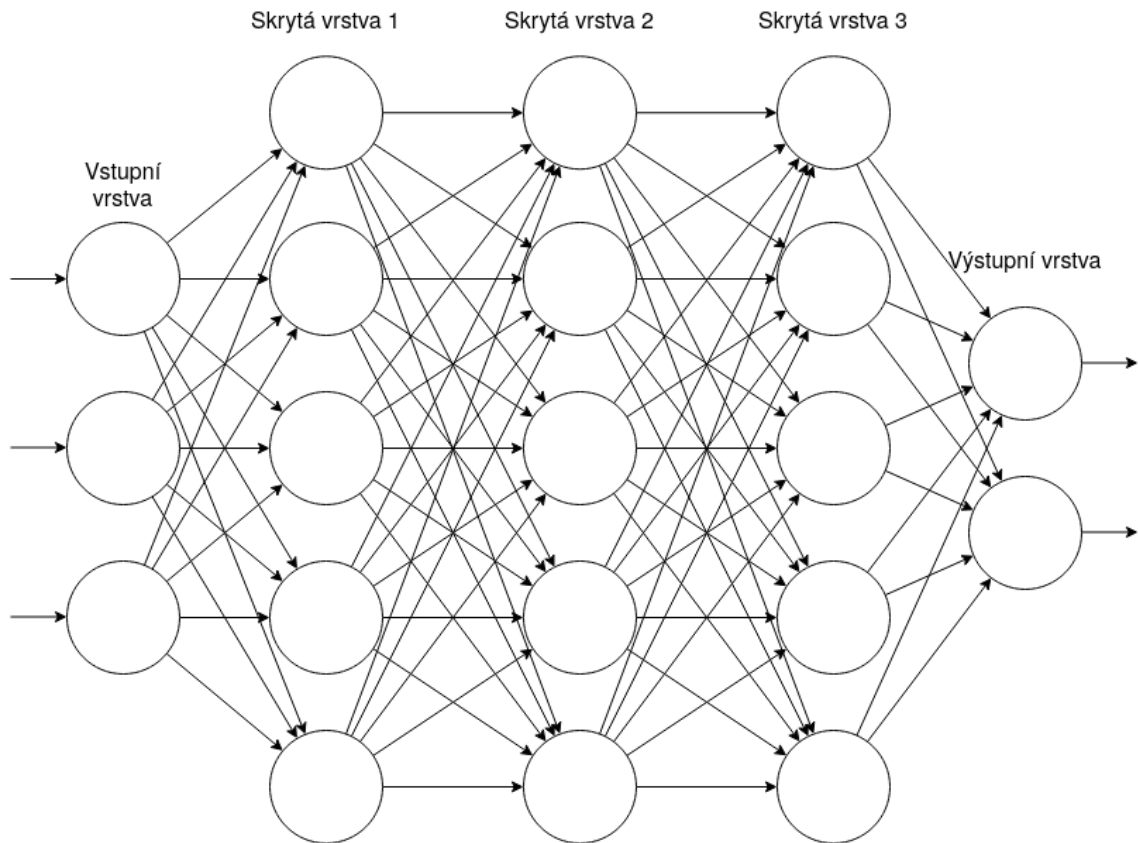 Skrytá vrstva 1
Skrytá vrstva 2
Skrytá vrstva 3
Vstupní
vrstva
Výstupní vrstva